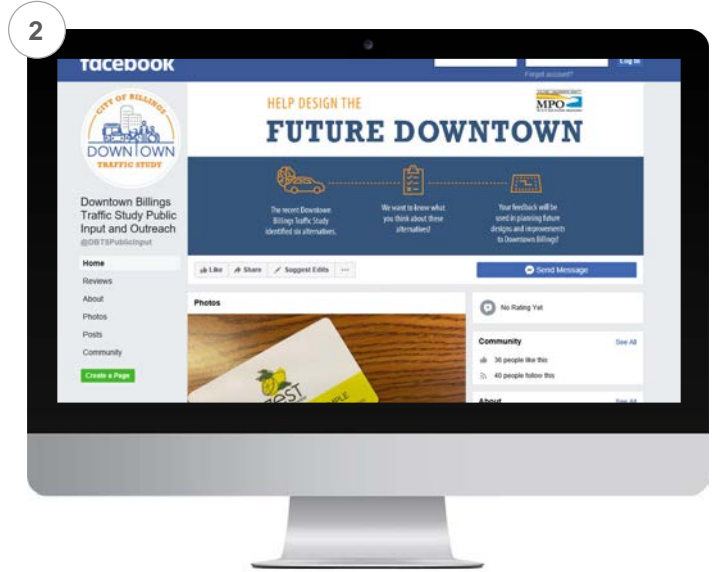 2
facebook
Log In
Forgot account?
CITY OF BILLINGS
DOWNTOWN
TRAFFIC STUDY
HELP DESIGN THE
FUTURE DOWNTOWN
MPO
The recent Downtown
Billings Traffic Study
identified six alternatives.
We want to know what
you think about these
alternatives!
Your feedback will be
used in planning future
designs and improvements
to Downtown Billings!
Downtown Billings
Traffic Study Public
Input and Outreach
@DBTSPublicInput
Home
Reviews
About
Photos
Posts
Community
Create a Page
Like Share Suggest Edits ...
Send Message
Photos
No Rating Yet
Community See All
36 people like this
40 people follow this
About See All
zest